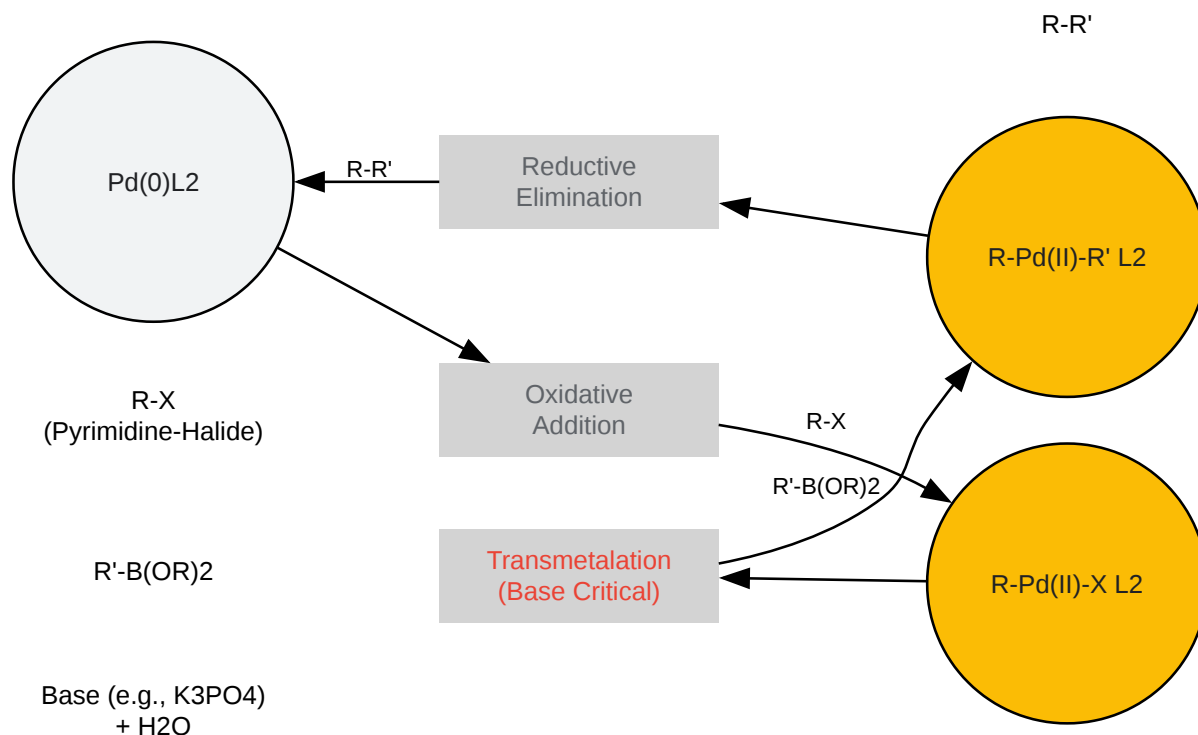 R-R'
Pd(0)L2
R-R'
Reductive
Elimination
R-Pd(II)-R' L2
R-X
(Pyrimidine-Halide)
Oxidative
Addition
R-X
R'-B(OR)2
R'-B(OR)2
Transmetalation
(Base Critical)
R-Pd(II)-X L2
Base (e.g., K3PO4)
+ H2O